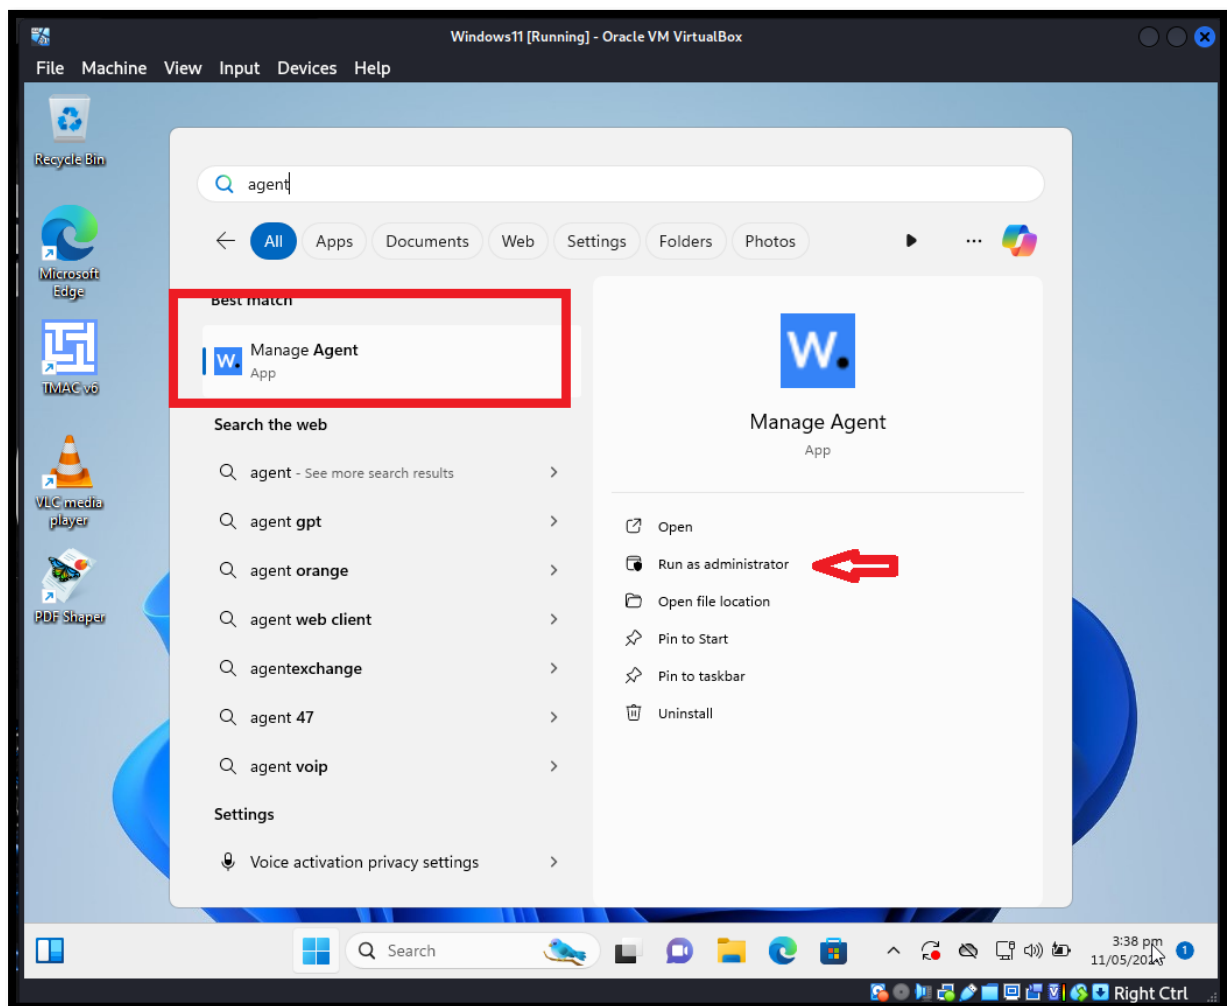 Windows11 [Running] - Oracle VM VirtualBox
File Machine View Input Devices Help
Recycle Bin
Microsoft
Edge
TMAC v6
VLC media
player
PDF Shaper
agent
All Apps Documents Web Settings Folders Photos
Best match
Manage Agent
App
Search the web
agent - See more search results
agent gpt
agent orange
agent web client
agentexchange
agent 47
agent voip
Settings
Voice activation privacy settings
W.
Manage Agent
App
Open
Run as administrator
Open file location
Pin to Start
Pin to taskbar
Uninstall
Search
3:38 pm
1
Right Ctrl